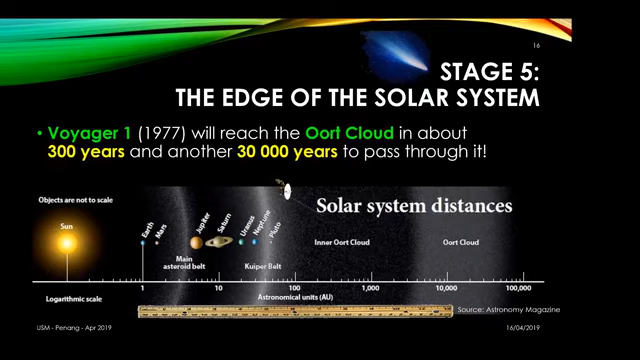 16
STAGE 5:
THE EDGE OF THE SOLAR SYSTEM
• Voyager 1 (1977) will reach the Oort Cloud in about
300 years and another 30 000 years to pass through it!
Objects are not to scale
Solar system distances
Sun
Earth
Mars
Jupiter
Saturn
Uranus
Neptune
Pluto
Main
asteroid belt
Kuiper Belt
Inner Oort Cloud
Oort Cloud
1 10 100 1,000 10,000 100,000
Logarithmic scale
Astronomical units (AU)
Source: Astronomy Magazine
USM - Penang - Apr 2019
16/04/2019